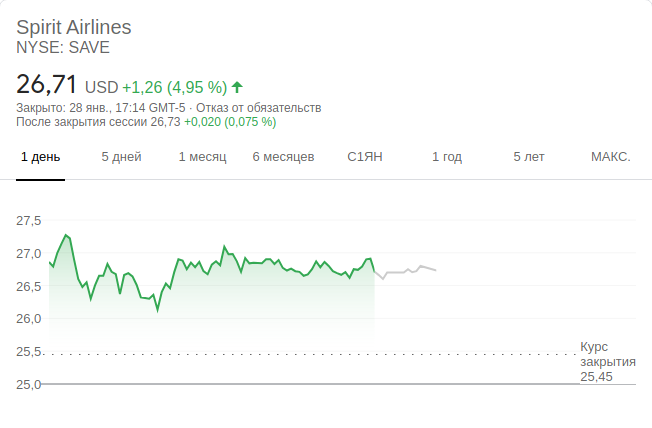 Spirit Airlines
NYSE: SAVE
26,71 USD +1,26 (4,95 %)
Закрыто: 28 янв., 17:14 GMT-5 · Отказ от обязательств
После закрытия сессии 26,73 +0,020 (0,075 %)
1 день 5 дней 1 месяц 6 месяцев С1ЯН 1 год 5 лет МАКС.
27,5
27,0
26,5
26,0
25,5
25,0
Курс
закрытия
25,45